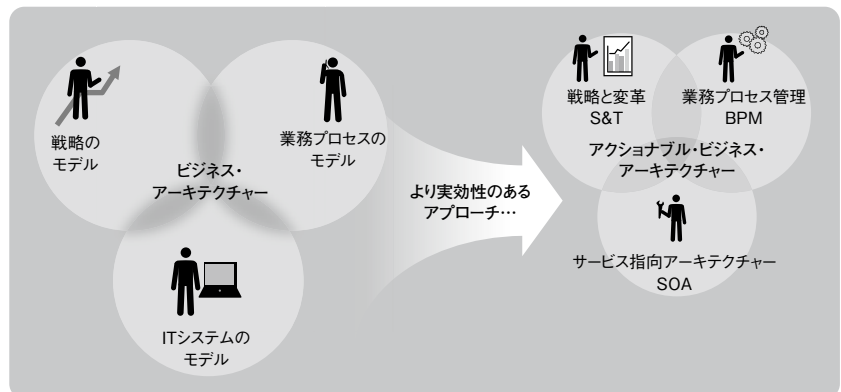 戦略の
モデル
業務プロセスの
モデル
ビジネス・
アーキテクチャー
ITシステムの
モデル
より実効性のある
アプローチ…
戦略と変革
S&T
業務プロセス管理
BPM
アクショナブル・ビジネス・
アーキテクチャー
サービス指向アーキテクチャー
SOA